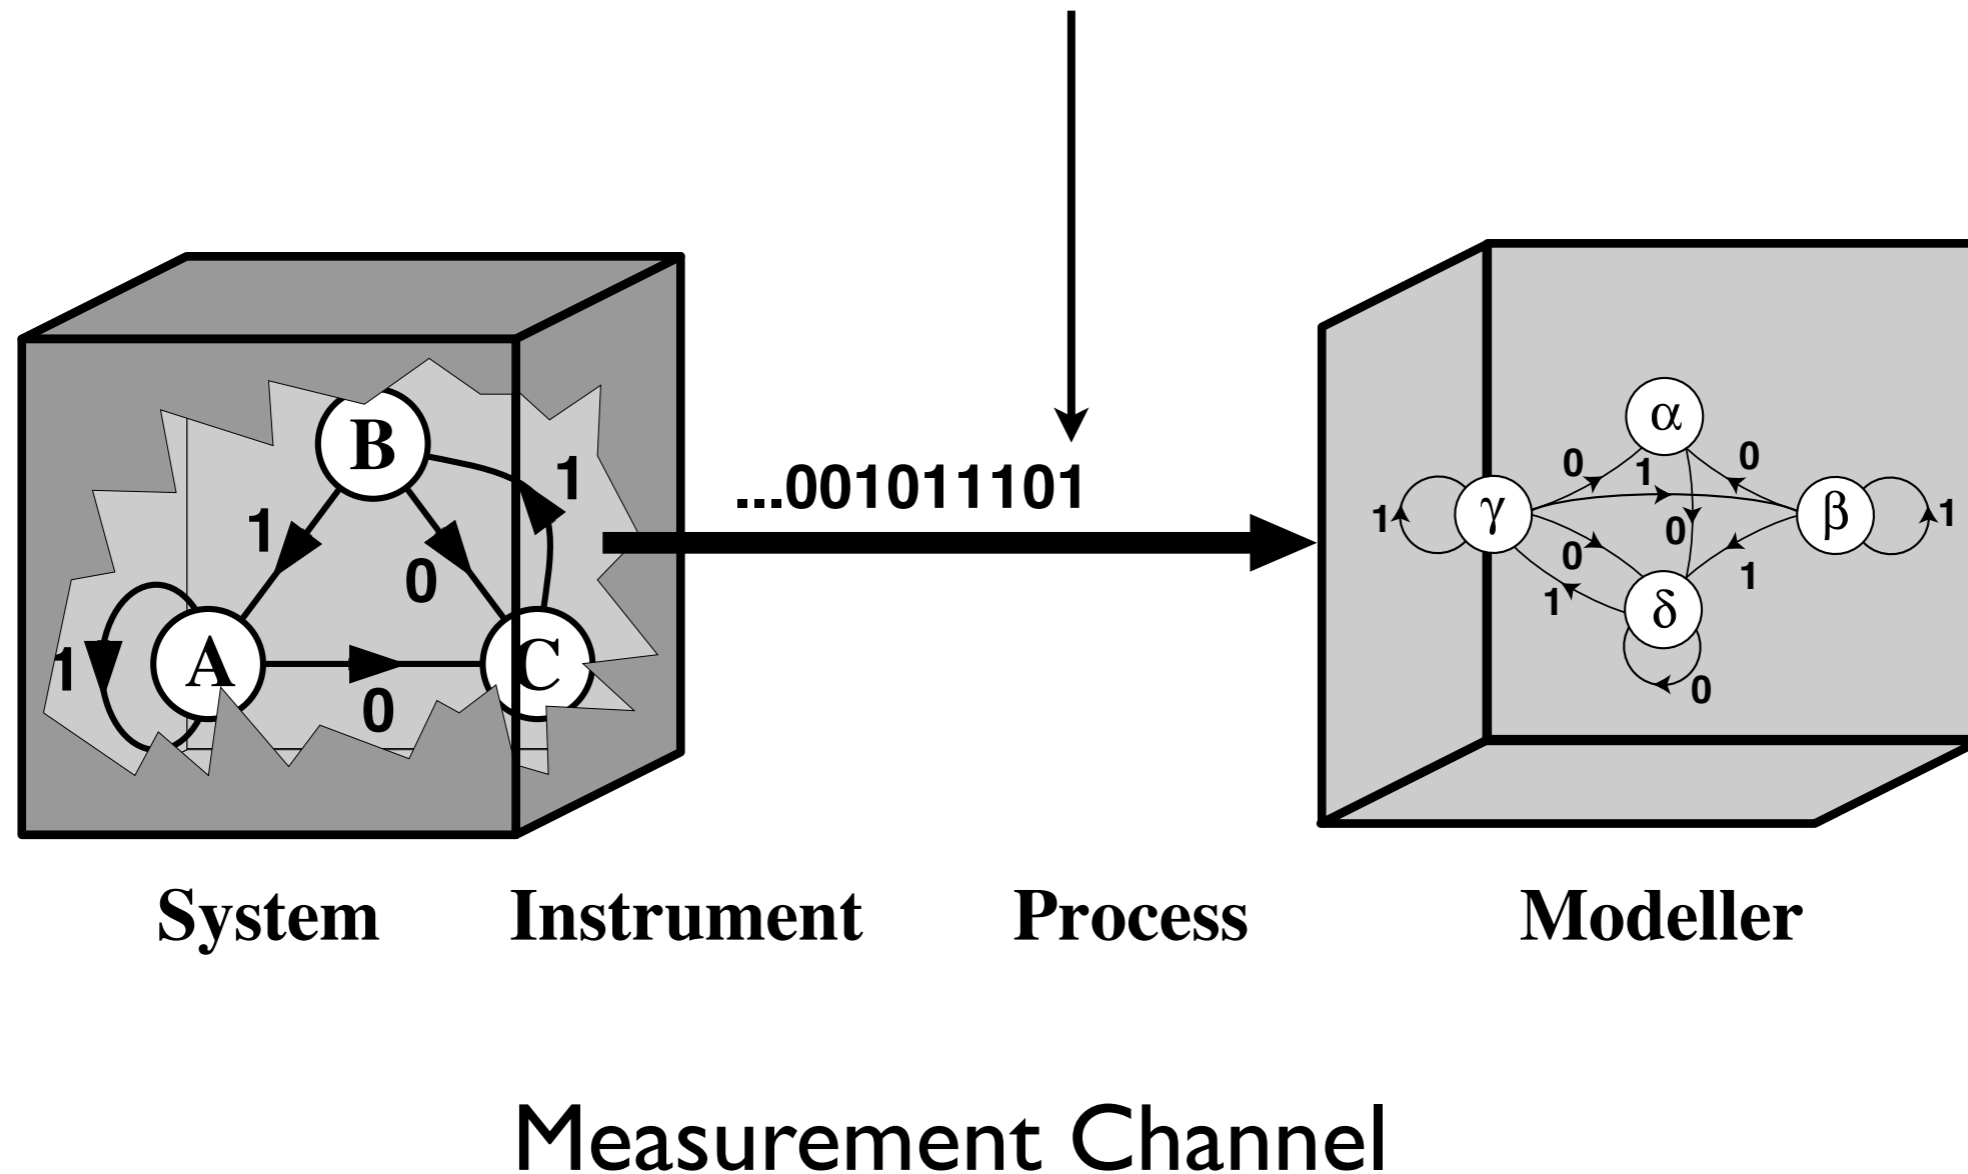 B
1
1
0
A
1
0
C
...001011101
α
0
1
0
γ
1
0
0
β
1
1
1
δ
0
System Instrument Process Modeller
Measurement Channel